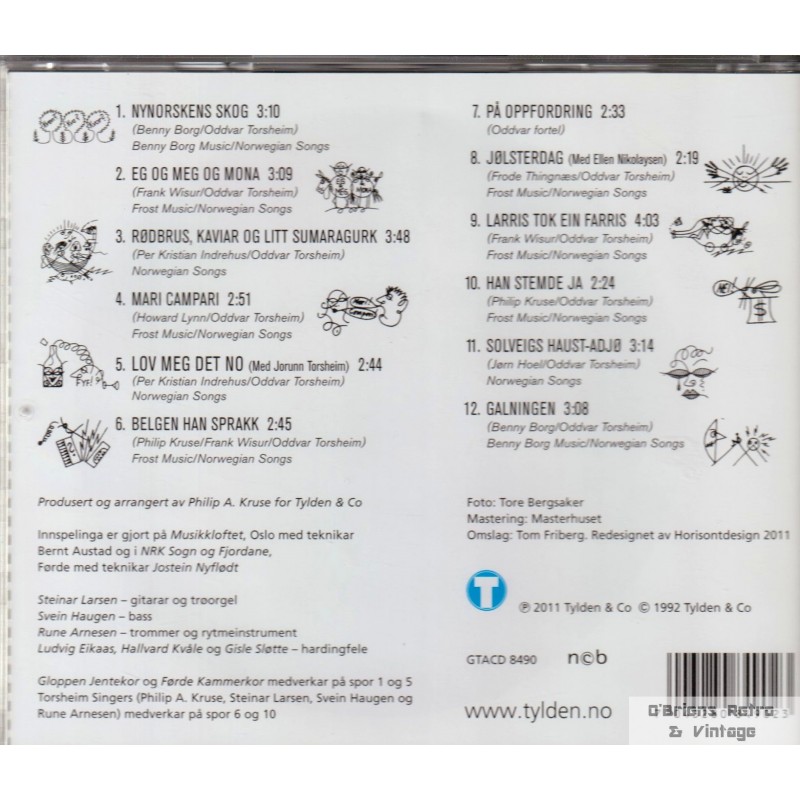 1. NYNORSKENS SKOG 3:10
(Benny Borg/Oddvar Torsheim)
Benny Borg Music/Norwegian Songs
2. EG OG MEG OG MONA 3:09
(Frank Wisur/Oddvar Torsheim)
Frost Music/Norwegian Songs
3. RØDBRUS, KAVIAR OG LITT SUMARAGURK 3:48
(Per Kristian Indrehus/Oddvar Torsheim)
Norwegian Songs
4. MARI CAMPARI 2:51
(Howard Lynn/Oddvar Torsheim)
Frost Music/Norwegian Songs
5. LOV MEG DET NO (Med Jorunn Torsheim) 2:44
(Per Kristian Indrehus/Oddvar Torsheim)
Norwegian Songs
FYF!
6. BELGEN HAN SPRAKK 2:45
(Philip Kruse/Frank Wisur/Oddvar Torsheim)
Frost Music/Norwegian Songs
7. PÅ OPPFORDRING 2:33
(Oddvar fortel)
8. JØLSTERDAG (Med Ellen Nikolaysen) 2:19
(Frode Thingnæs/Oddvar Torsheim)
Frost Music/Norwegian Songs
9. LARRIS TOK EIN FARRIS 4:03
(Frank Wisur/Oddvar Torsheim)
Frost Music/Norwegian Songs
10. HAN STEMDE JA 2:24
(Philip Kruse/Oddvar Torsheim)
Frost Music/Norwegian Songs
$
11. SOLVEIGS HAUST-ADJØ 3:14
(Jørn Hoel/Oddvar Torsheim)
Norwegian Songs
12. GALNINGEN 3:08
(Benny Borg/Oddvar Torsheim)
Benny Borg Music/Norwegian Songs
Produsert og arrangert av Philip A. Kruse for Tylden & Co
Innspelinga er gjort på Musikkloftet, Oslo med teknikar
Bernt Austad og i NRK Sogn og Fjordane,
Førde med teknikar Jostein Nyflødt
Steinar Larsen – gitarar og trøorgel
Svein Haugen – bass
Rune Arnesen – trommer og rytmeinstrument
Ludvig Eikaas, Hallvard Kvåle og Gisle Sløtte – hardingfele
Gloppen Jentekor og Førde Kammerkor medverkar på spor 1 og 5
Torsheim Singers (Philip A. Kruse, Steinar Larsen, Svein Haugen og
Rune Arnesen) medverkar på spor 6 og 10
Foto: Tore Bergsaker
Mastering: Masterhuset
Omslag: Tom Friberg. Redesignet av Horisontdesign 2011
T
℗ 2011 Tylden & Co © 1992 Tylden & Co
GTACD 8490 n©b
www.tylden.no
O'Briens Retro
& Vintage